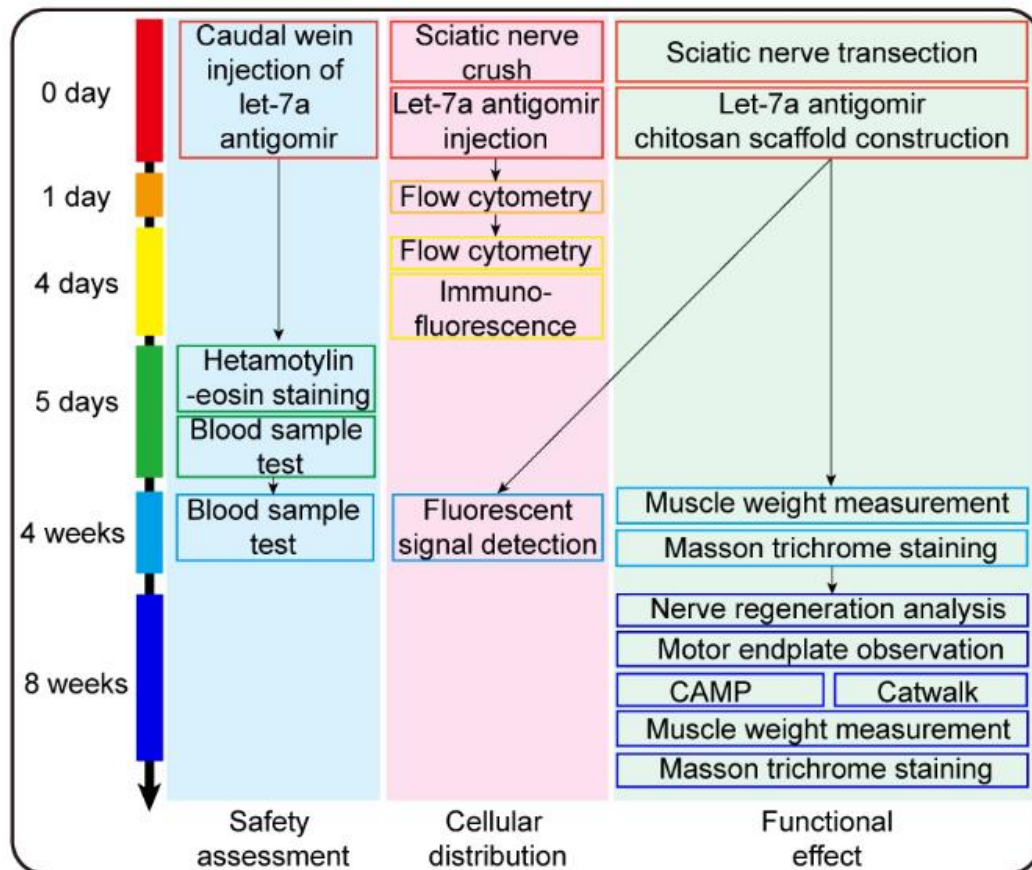 0 day
Caudal wein
injection of
let-7a
antigomir
Sciatic nerve
crush
Let-7a antigomir
injection
Sciatic nerve transection
Let-7a antigomir
chitosan scaffold construction
1 day
Flow cytometry
4 days
Flow cytometry
Immuno-
fluorescence
5 days
Hetamotylin
-eosin staining
Blood sample
test
4 weeks
Blood sample
test
Fluorescent
signal detection
Muscle weight measurement
Masson trichrome staining
8 weeks
Nerve regeneration analysis
Motor endplate observation
CAMP
Catwalk
Muscle weight measurement
Masson trichrome staining
Safety
assessment
Cellular
distribution
Functional
effect